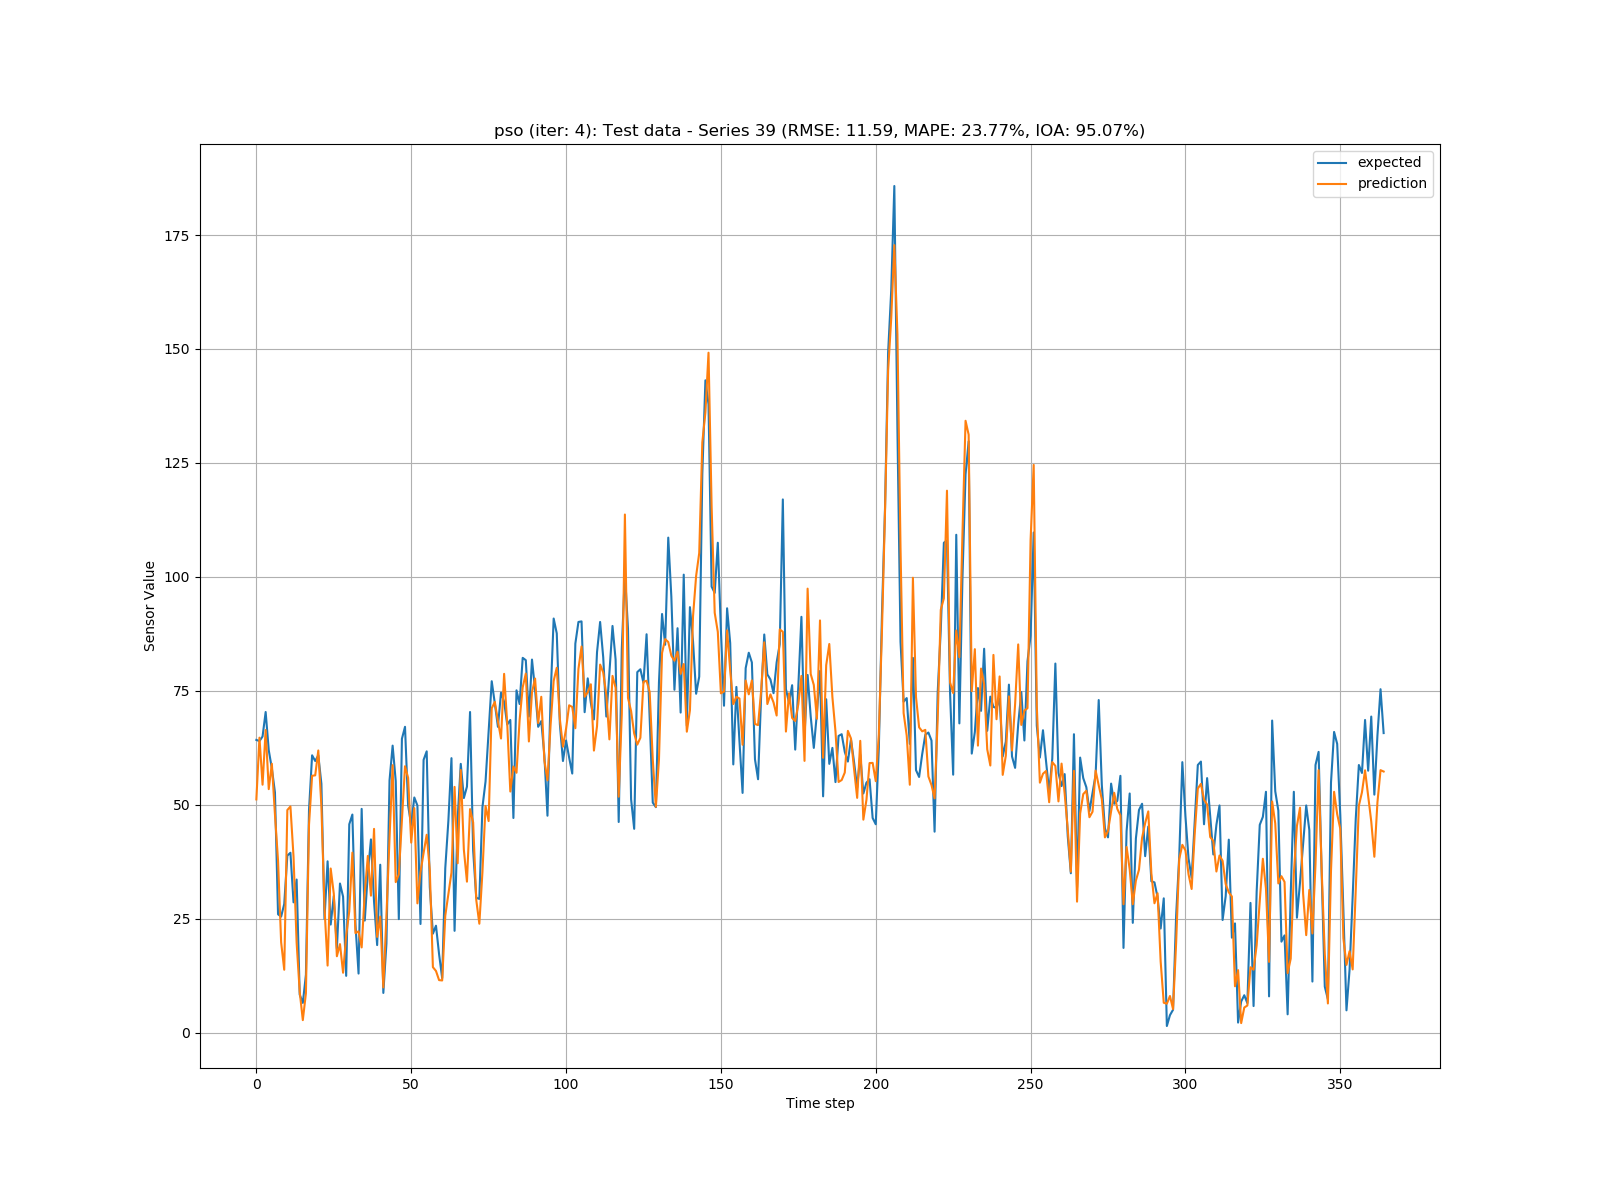 pso (iter: 4): Test data - Series 39 (RMSE: 11.59, MAPE: 23.77%, IOA: 95.07%)
expected
prediction
175
150
125
100
75
50
25
0
Sensor Value
0 50 100 150 200 250 300 350
Time step